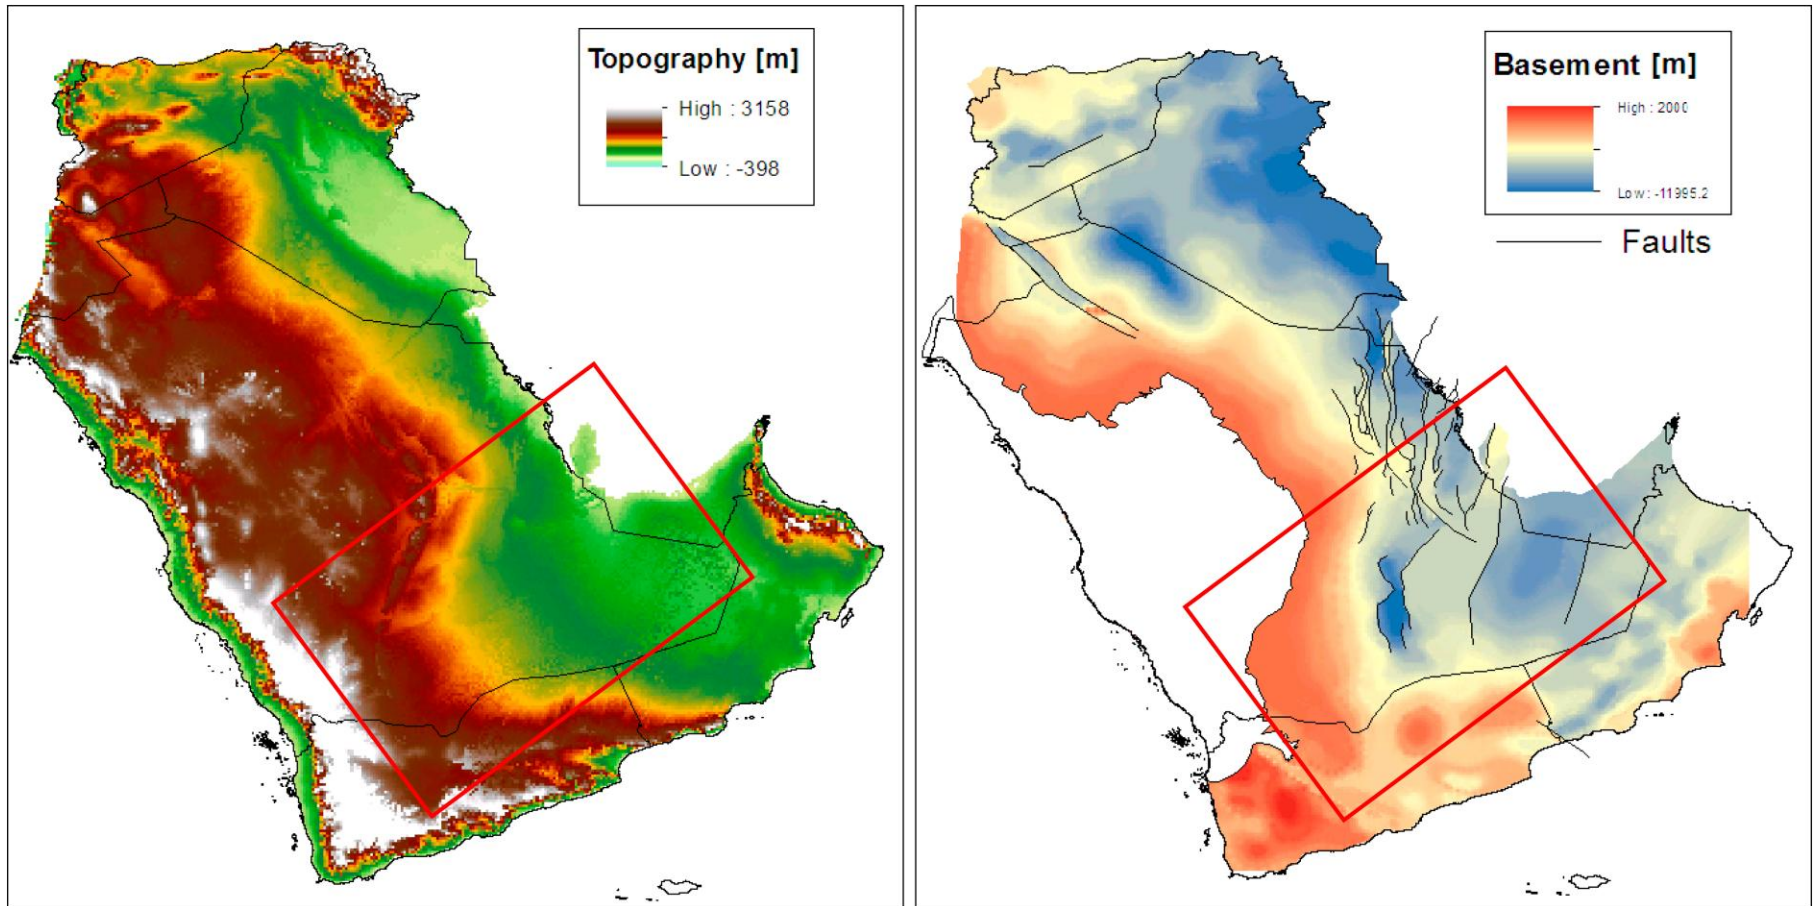 Topography [m]
High : 3158
Low : -398
Basement [m]
High : 2000
Low : -11995.2
Faults